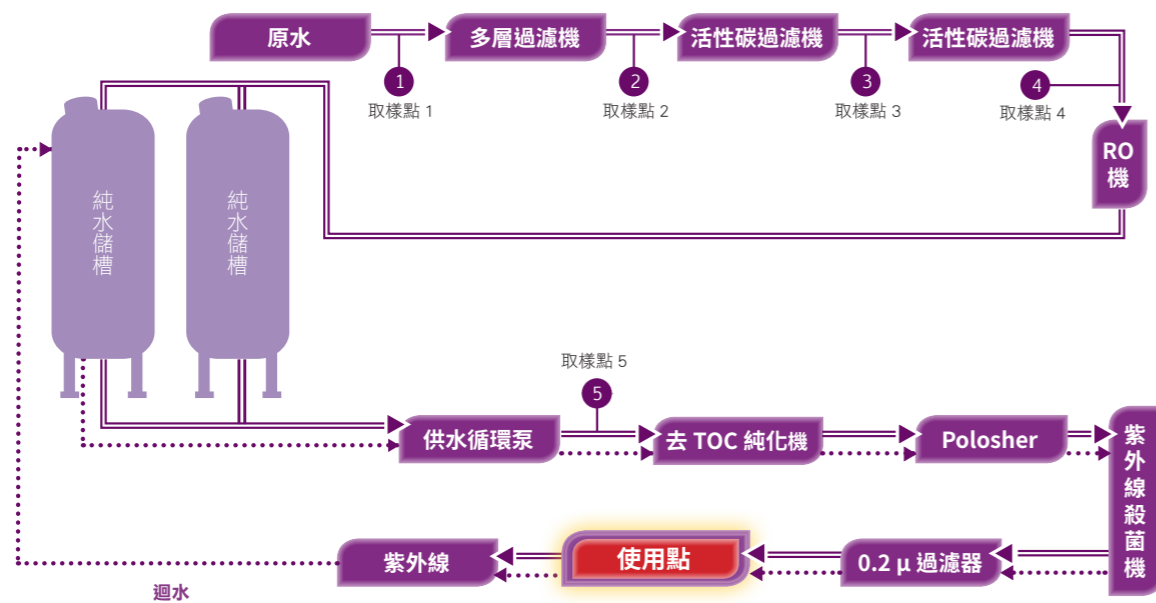 原水
多層過濾機
活性碳過濾機
活性碳過濾機
1
取樣點 1
2
取樣點 2
3
取樣點 3
4
取樣點 4
RO
機
純水儲槽
純水儲槽
取樣點 5
5
供水循環泵
去 TOC 純化機
Polosher
紫外線殺菌機
紫外線
使用點
0.2 μ 過濾器
迴水